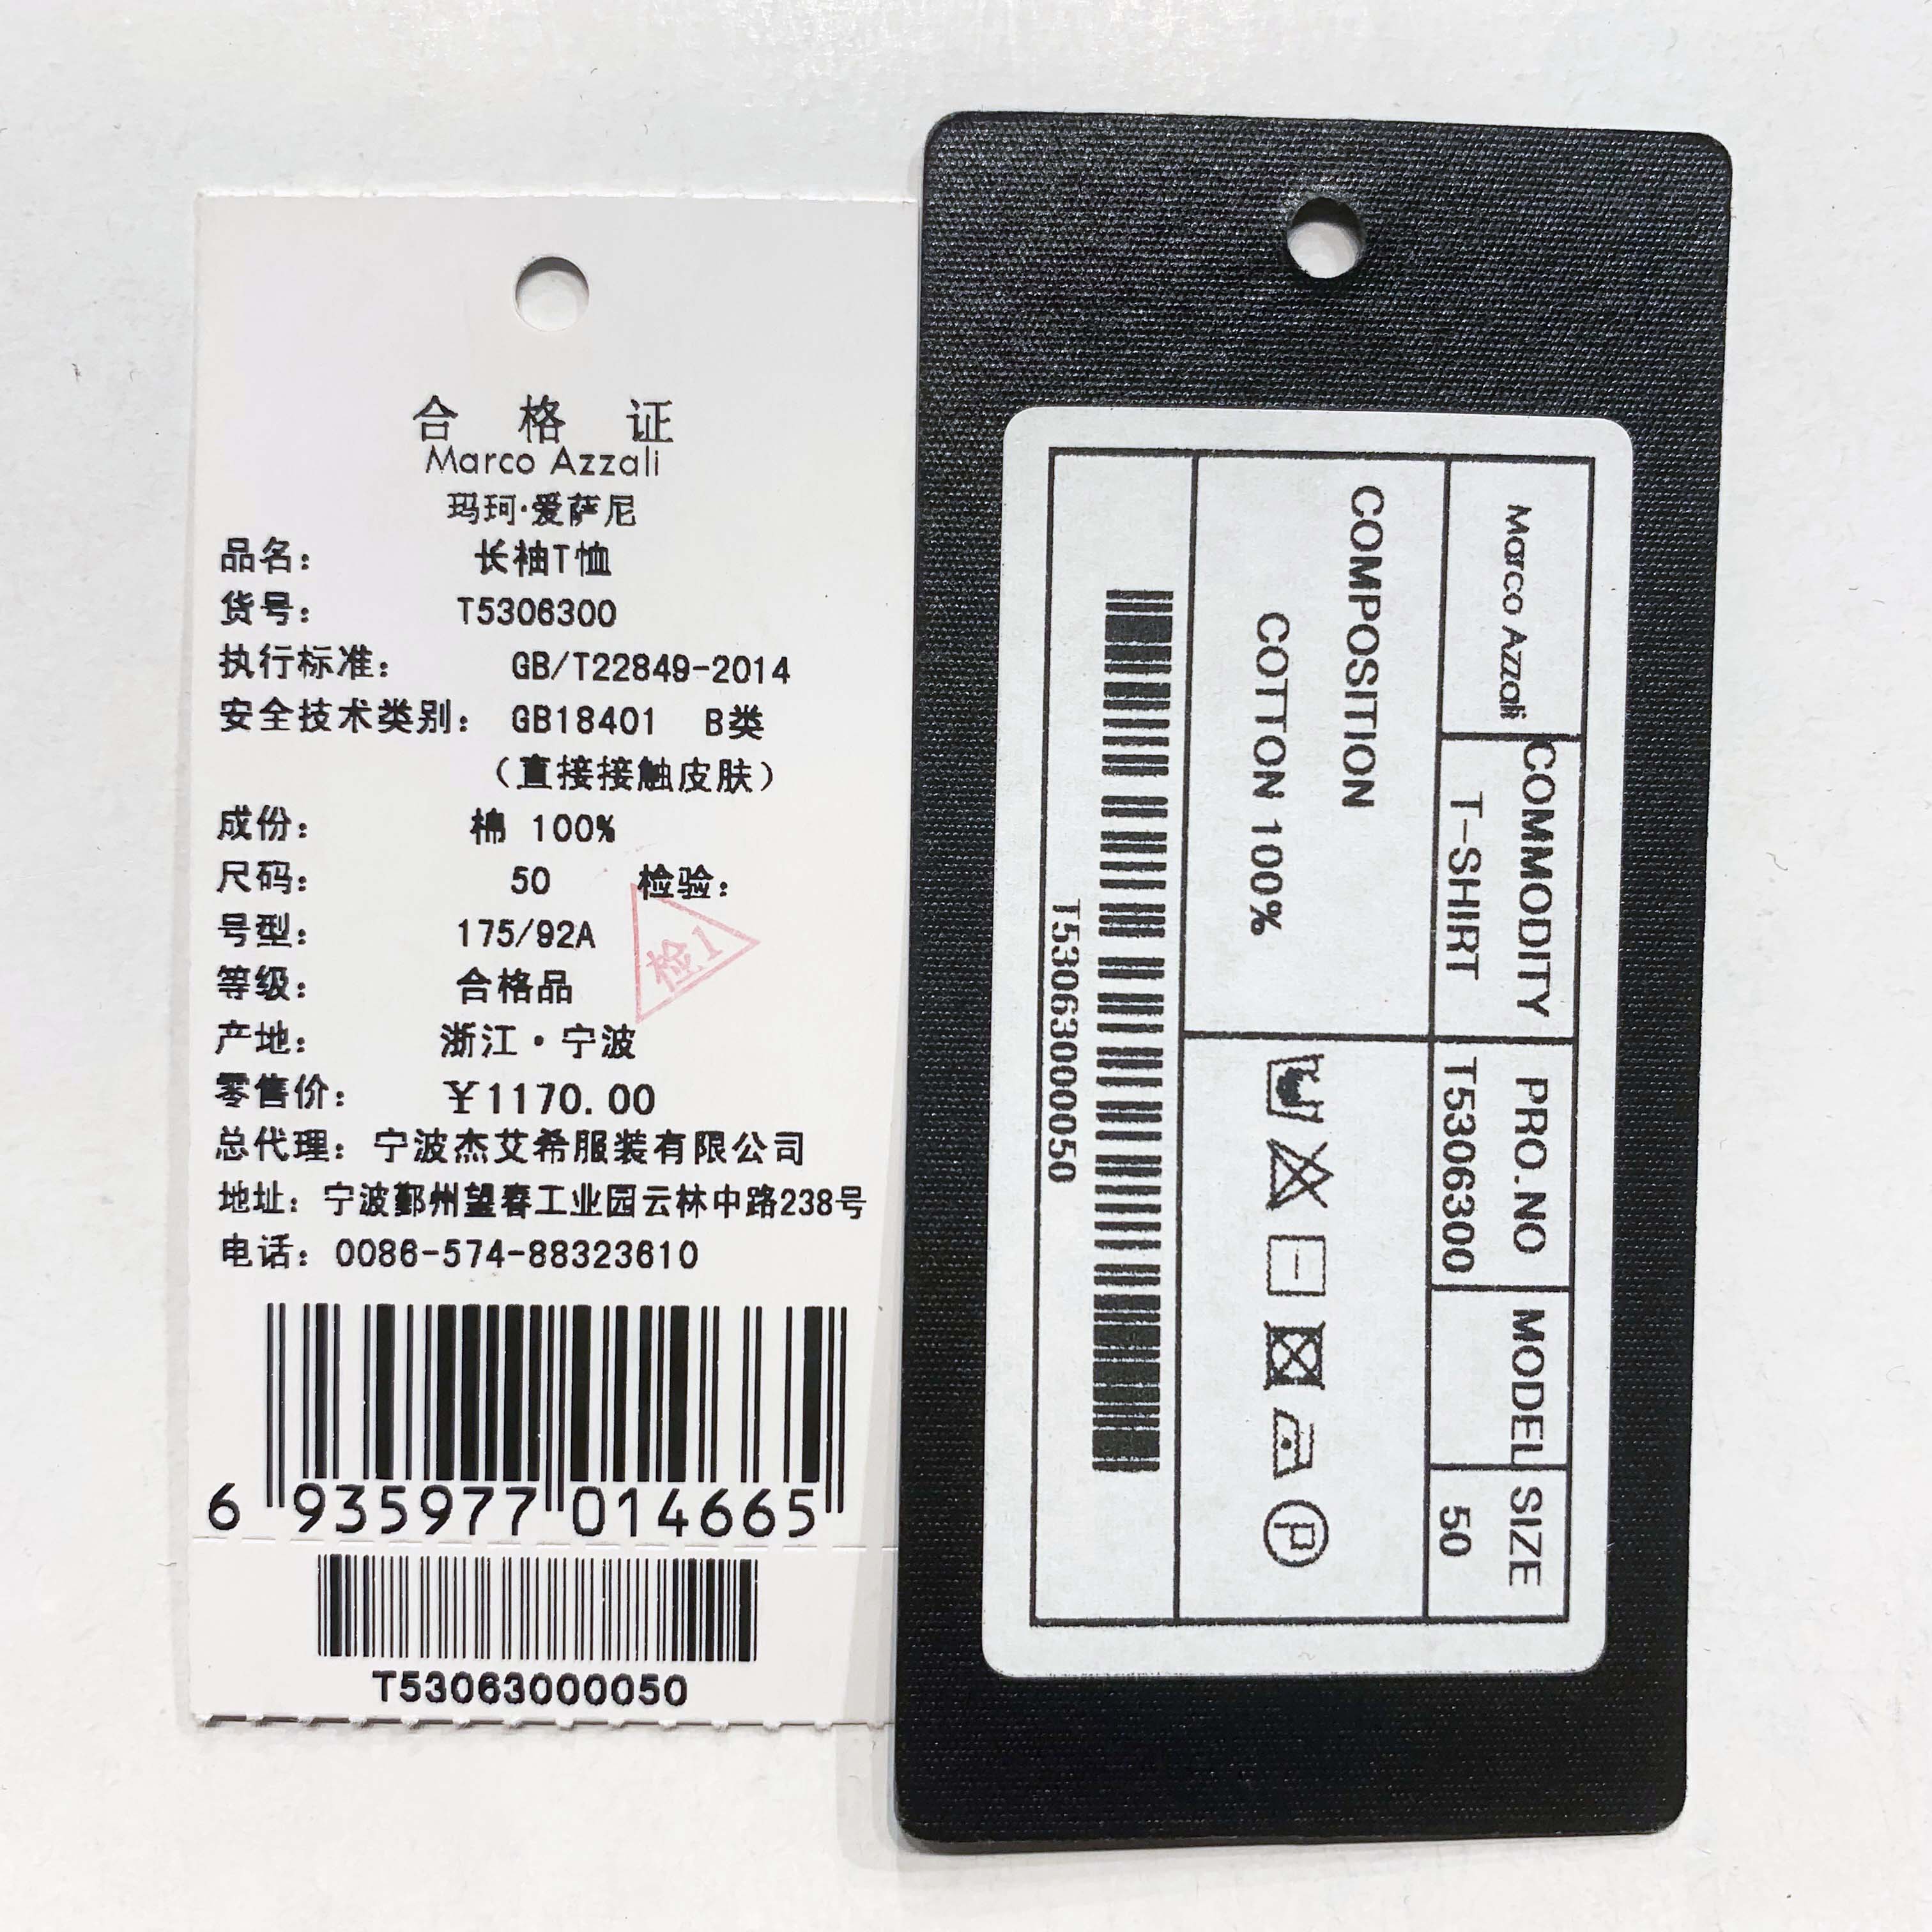 合格证
Marco Azzali
玛珂·爱萨尼
品名： 长袖T恤
货号： T5306300
执行标准： GB/T22849-2014
安全技术类别： GB18401 B类
（直接接触皮肤）
成份： 棉 100%
尺码： 50 检验：
检1
号型： 175/92A
等级： 合格品
产地： 浙江·宁波
零售价： ¥1170.00
总代理： 宁波杰艾希服装有限公司
地址： 宁波鄞州望春工业园云林中路238号
电话： 0086-574-88323610
6 935977 014665
T53063000050
Marco Azzali
COMMODITY
T-SHIRT
PRO.NO
T5306300
MODEL
SIZE
50
COMPOSITION
COTTON 100%
P
T53063000050